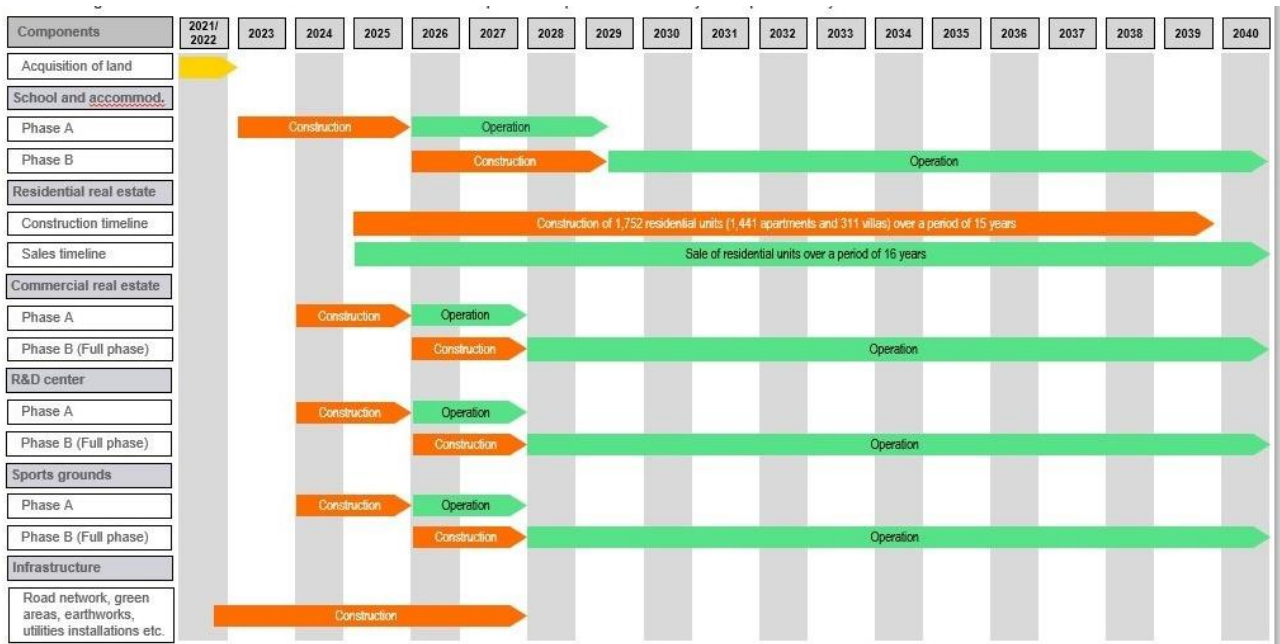 Components 2021/ 2023 2024 2025 2026 2027 2028 2029 2030 2031 2032 2033 2034 2035 2036 2037 2038 2039 2040
2022
Acquisition of land
School and accommod.
Phase A Construction Operation
Phase B Construction Operation
Residential real estate
Construction timeline Construction of 1,752 residential units (1,441 apartments and 311 villas) over a period of 15 years
Sales timeline Sale of residential units over a period of 16 years
Commercial real estate
Phase A Construction Operation
Phase B (Full phase) Construction Operation
R&D center
Phase A Construction Operation
Phase B (Full phase) Construction Operation
Sports grounds
Phase A Construction Operation
Phase B (Full phase) Construction Operation
Infrastructure
Road network, green
areas, earthworks, Construction
utilities installations etc.